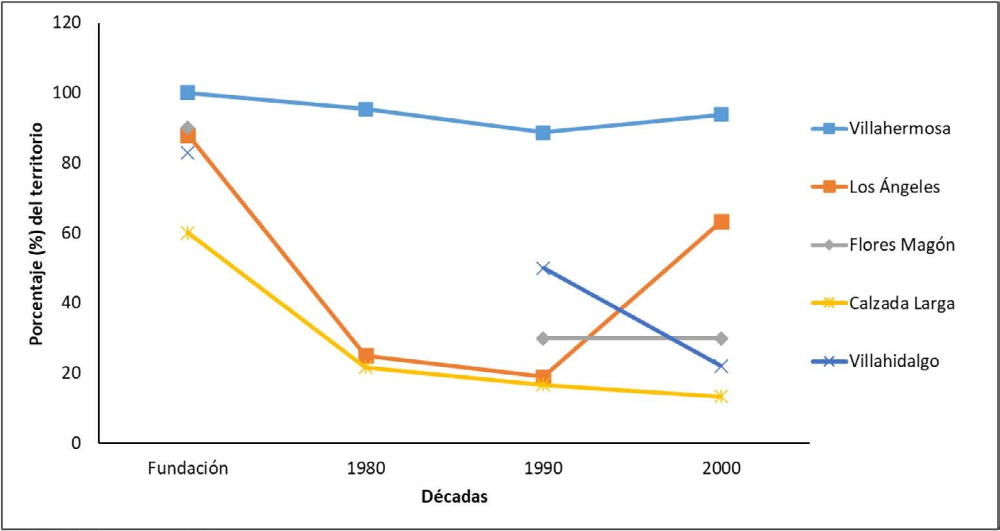 120
100
80
60
40
20
0
Porcentaje (%) del territorio
Fundación 1980 1990 2000
Décadas
Villahermosa
Los Ángeles
Flores Magón
Calzada Larga
Villahidalgo